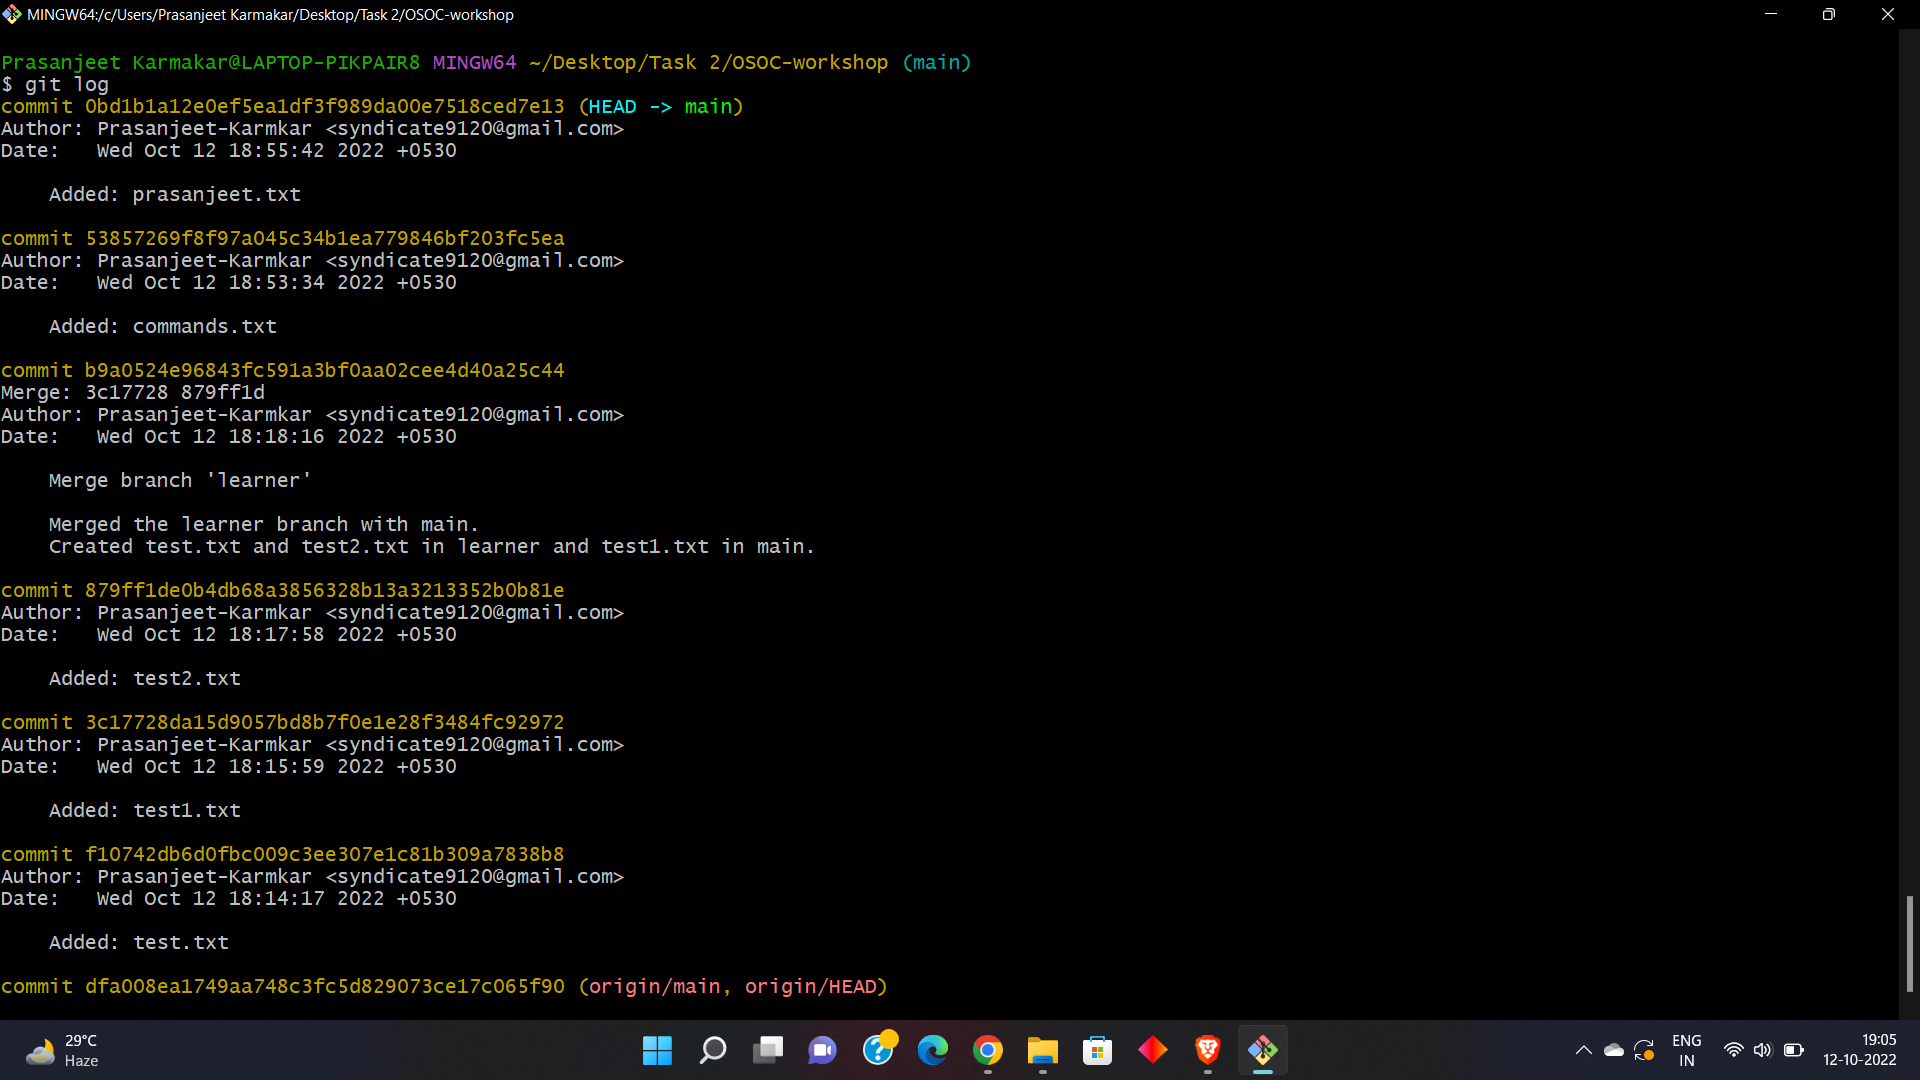 MINGW64:/c/Users/Prasanjeet Karmakar/Desktop/Task 2/OSOC-workshop
Prasanjeet Karmakar@LAPTOP-PIKPAIR8 MINGW64 ~/Desktop/Task 2/OSOC-workshop (main)
$ git log
commit 0bd1b1a12e0ef5ea1df3f989da00e7518ced7e13 (HEAD -> main)
Author: Prasanjeet-Karmkar <syndicate9120@gmail.com>
Date:   Wed Oct 12 18:55:42 2022 +0530
    Added: prasanjeet.txt
commit 53857269f8f97a045c34b1ea779846bf203fc5ea
Author: Prasanjeet-Karmkar <syndicate9120@gmail.com>
Date:   Wed Oct 12 18:53:34 2022 +0530
    Added: commands.txt
commit b9a0524e96843fc591a3bf0aa02cee4d40a25c44
Merge: 3c17728 879ff1d
Author: Prasanjeet-Karmkar <syndicate9120@gmail.com>
Date:   Wed Oct 12 18:18:16 2022 +0530
    Merge branch 'learner'
    Merged the learner branch with main.
    Created test.txt and test2.txt in learner and test1.txt in main.
commit 879ff1de0b4db68a3856328b13a3213352b0b81e
Author: Prasanjeet-Karmkar <syndicate9120@gmail.com>
Date:   Wed Oct 12 18:17:58 2022 +0530
    Added: test2.txt
commit 3c17728da15d9057bd8b7f0e1e28f3484fc92972
Author: Prasanjeet-Karmkar <syndicate9120@gmail.com>
Date:   Wed Oct 12 18:15:59 2022 +0530
    Added: test1.txt
commit f10742db6d0fbc009c3ee307e1c81b309a7838b8
Author: Prasanjeet-Karmkar <syndicate9120@gmail.com>
Date:   Wed Oct 12 18:14:17 2022 +0530
    Added: test.txt
commit dfa008ea1749aa748c3fc5d829073ce17c065f90 (origin/main, origin/HEAD)
29°C
Haze
ENG
IN
19:05
12-10-2022